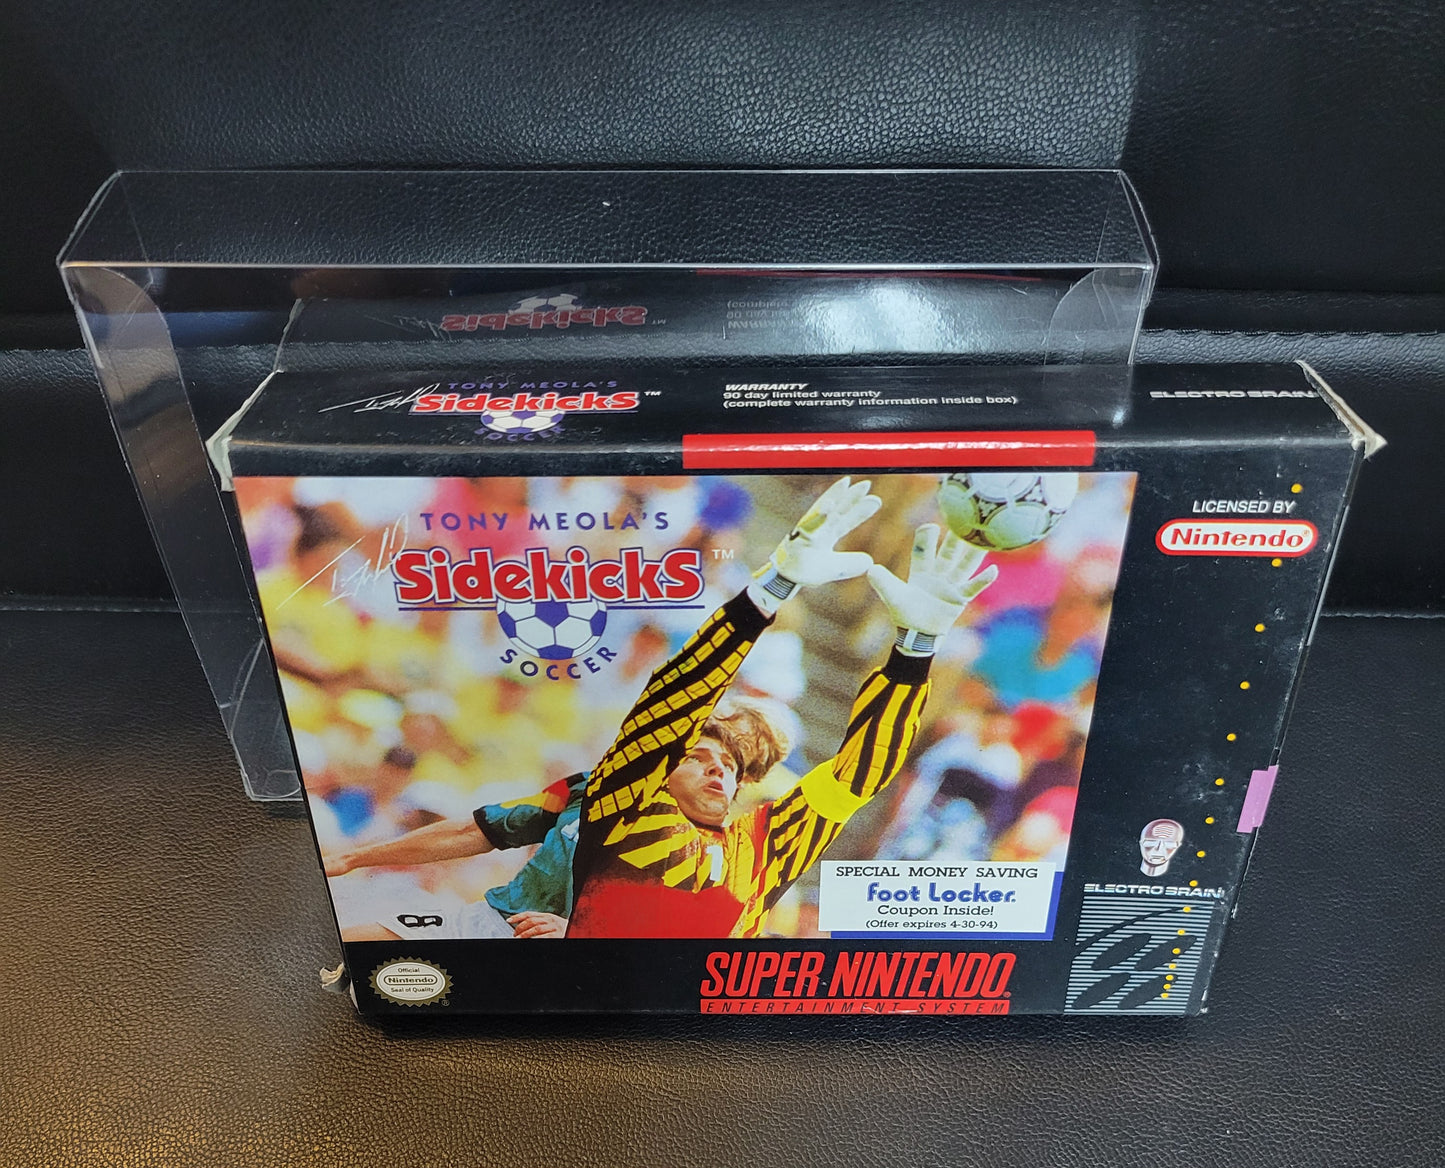 TONY MEOLA'S
SidekickS™
SOCCER
WARRANTY
90 day limited warranty
(complete warranty information inside box)
ELECTRO BRAIN
TONY MEOLA'S
SidekickS™
SOCCER
LICENSED BY
Nintendo®
SPECIAL MONEY SAVING
Foot Locker.
Coupon Inside!
(Offer expires 4-30-94)
ELECTRO BRAIN
Official
Nintendo
Seal of Quality
®
SUPER NINTENDO®
ENTERTAINMENT SYSTEM